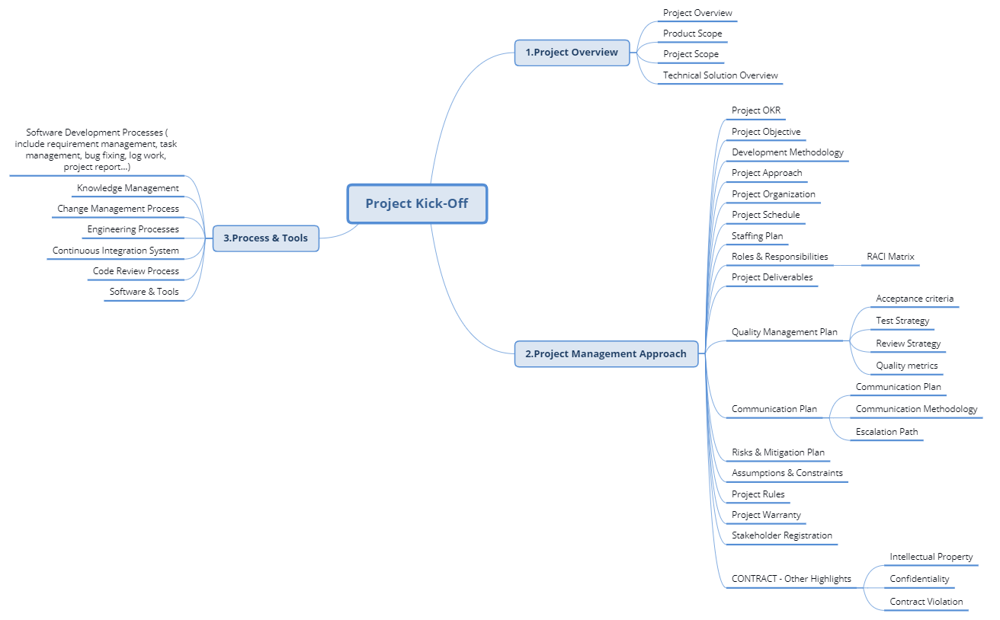 Project Kick-Off
1.Project Overview
Project Overview
Product Scope
Project Scope
Technical Solution Overview
2.Project Management Approach
Project OKR
Project Objective
Development Methodology
Project Approach
Project Organization
Project Schedule
Staffing Plan
Roles & Responsibilities
RACI Matrix
Project Deliverables
Quality Management Plan
Acceptance criteria
Test Strategy
Review Strategy
Quality metrics
Communication Plan
Communication Plan
Communication Methodology
Escalation Path
Risks & Mitigation Plan
Assumptions & Constraints
Project Rules
Project Warranty
Stakeholder Registration
CONTRACT - Other Highlights
Intellectual Property
Confidentiality
Contract Violation
3.Process & Tools
Software Development Processes (
include requirement management, task
management, bug fixing, log work,
project report...)
Knowledge Management
Change Management Process
Engineering Processes
Continuous Integration System
Code Review Process
Software & Tools